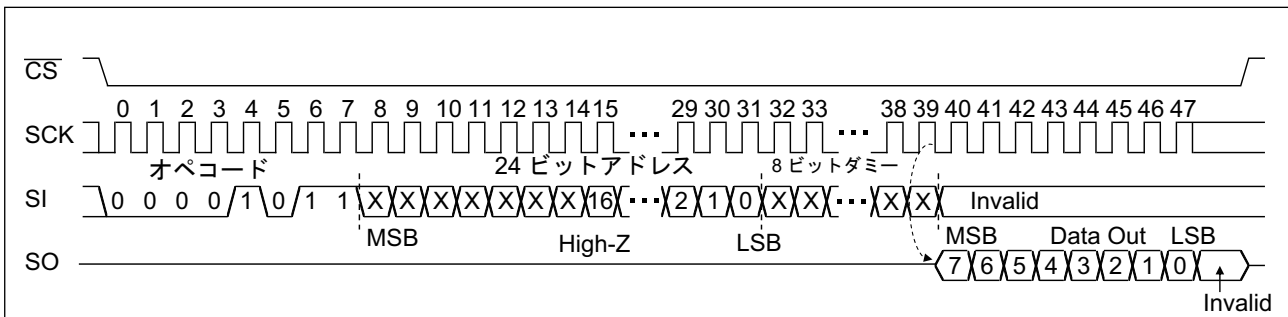 CS
0 1 2 3 4 5 6 7 8 9 10 11 12 13 14 15 29 30 31 32 33 38 39 40 41 42 43 44 45 46 47
SCK
オペコード 24 ビットアドレス 8 ビットダミー
SI 0 0 0 0 1 0 1 1 X X X X X X X 16 2 1 0 X X X X Invalid
MSB High-Z LSB MSB Data Out LSB
SO 7 6 5 4 3 2 1 0
Invalid